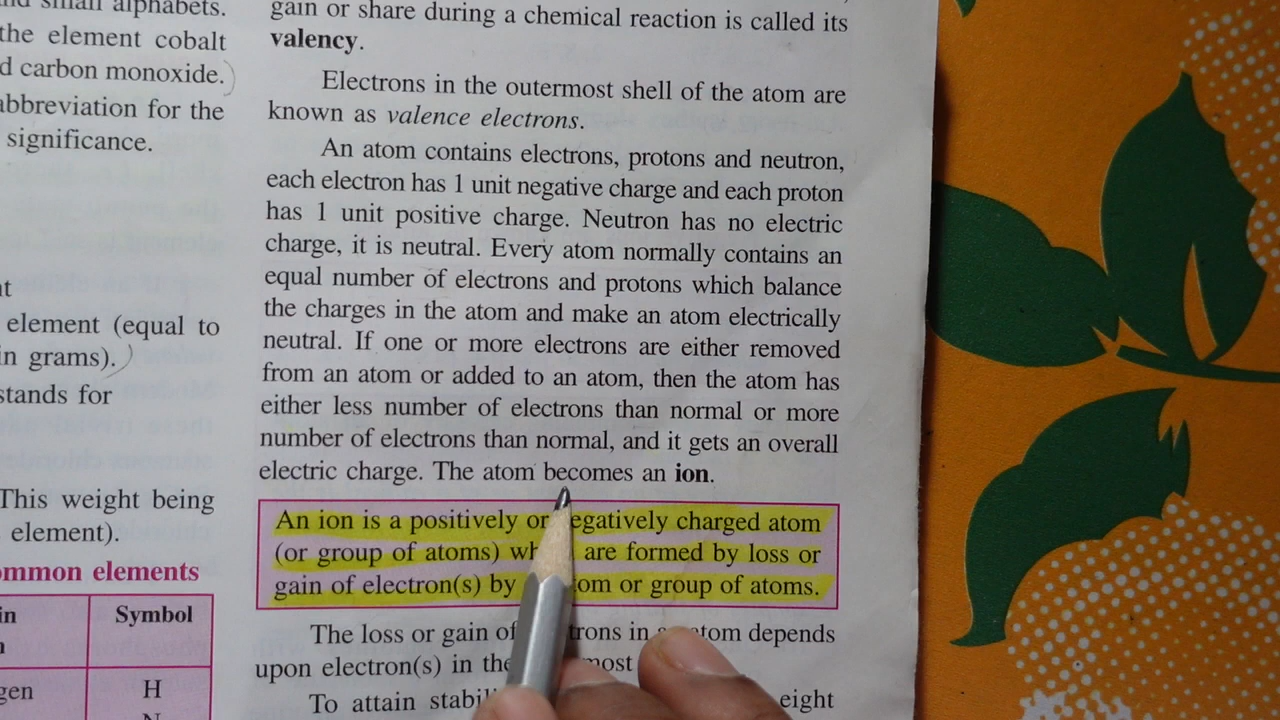 small alphabets.
the element cobalt
d carbon monoxide.
abbreviation for the
significance.
element (equal to
in grams).
stands for
This weight being
element).
ommon elements
in
Symbol
gen
H
gain or share during a chemical reaction is called its
valency.
Electrons in the outermost shell of the atom are
known as valence electrons.
An atom contains electrons, protons and neutron,
each electron has 1 unit negative charge and each proton
has 1 unit positive charge. Neutron has no electric
charge, it is neutral. Every atom normally contains an
equal number of electrons and protons which balance
the charges in the atom and make an atom electrically
neutral. If one or more electrons are either removed
from an atom or added to an atom, then the atom has
either less number of electrons than normal or more
number of electrons than normal, and it gets an overall
electric charge. The atom becomes an ion.
An ion is a positively or egatively charged atom
(or group of atoms) wh are formed by loss or
gain of electron(s) by tom or group of atoms.
The loss or gain of trons in atom depends
upon electron(s) in the most
To attain stabil eight